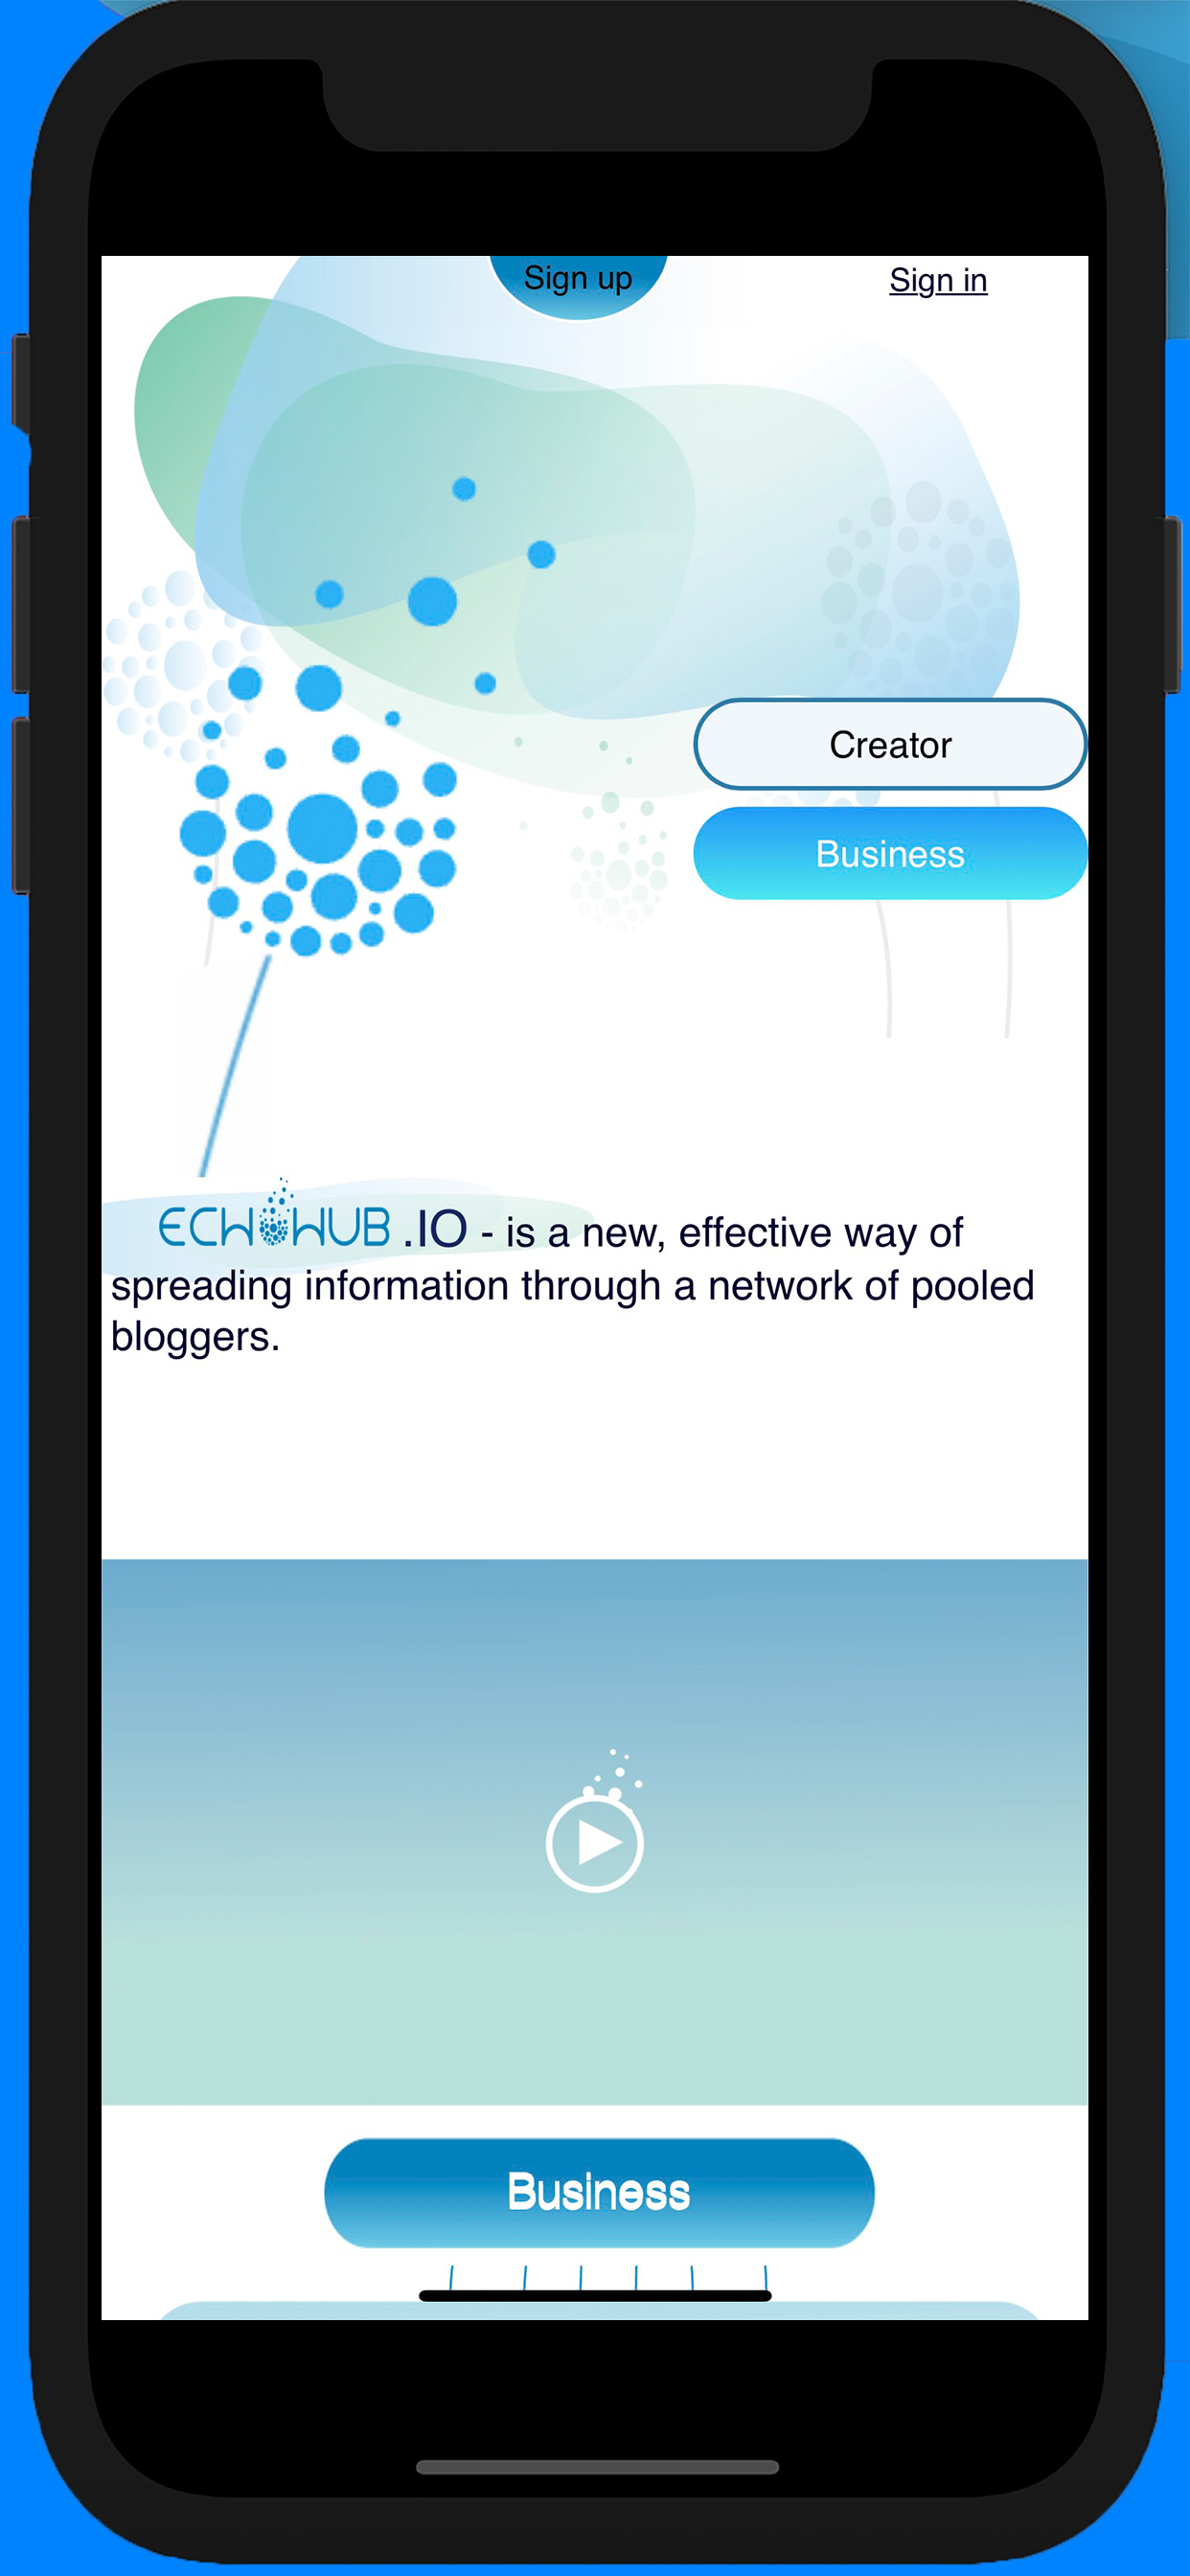 Sign up Sign in
Creator
Business
ECHOHUB .IO - is a new, effective way of
spreading information through a network of pooled
bloggers.
Business